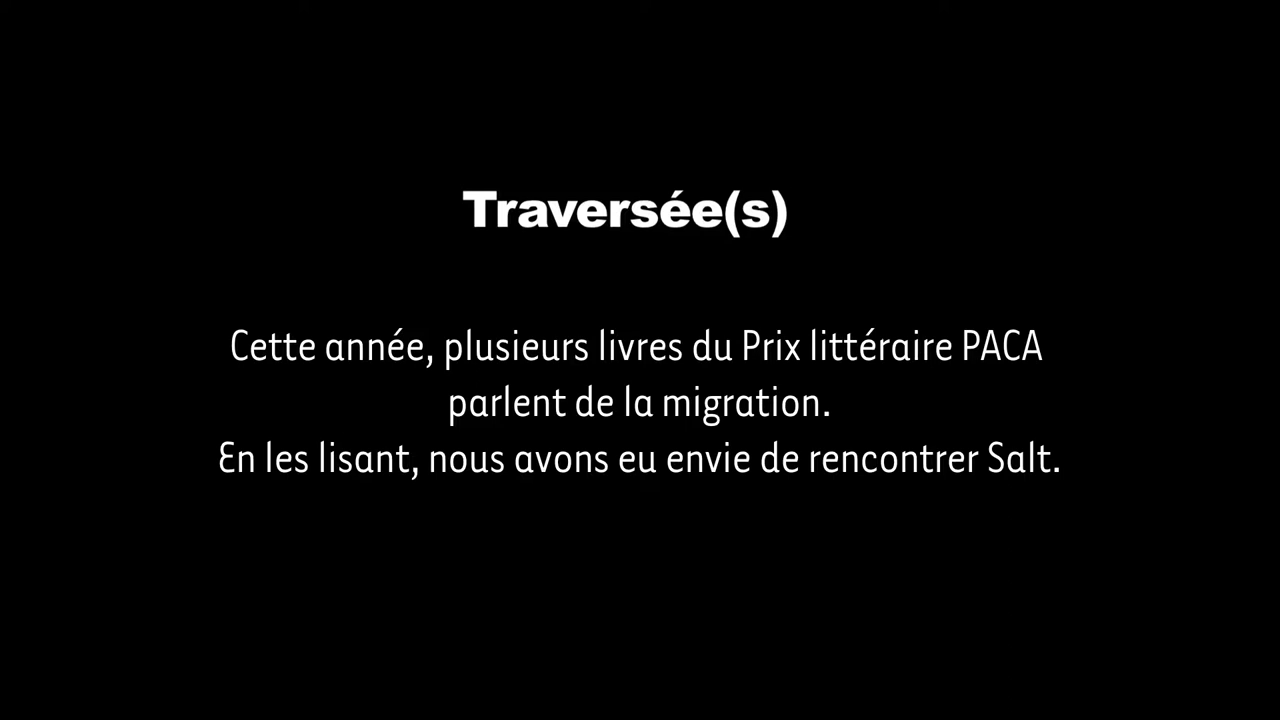 Traversée(s)
Cette année, plusieurs livres du Prix littéraire PACA
parlent de la migration.
En les lisant, nous avons eu envie de rencontrer Salt.